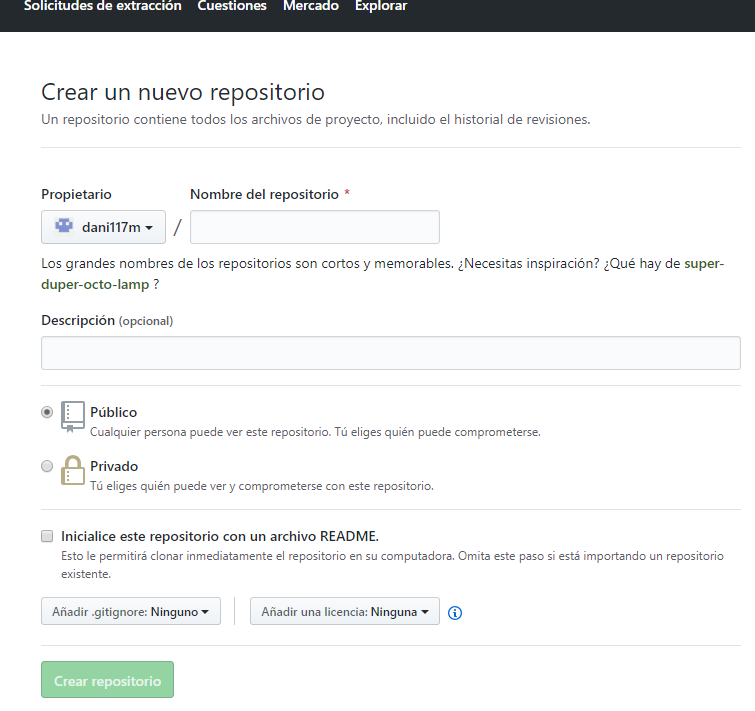 Solicitudes de extracción Cuestiones Mercado Explorar
Crear un nuevo repositorio
Un repositorio contiene todos los archivos de proyecto, incluido el historial de revisiones.
Propietario Nombre del repositorio *
dani117m /
Los grandes nombres de los repositorios son cortos y memorables. ¿Necesitas inspiración? ¿Qué hay de super-
duper-octo-lamp ?
Descripción (opcional)
Público
Cualquier persona puede ver este repositorio. Tú eliges quién puede comprometerse.
Privado
Tú eliges quién puede ver y comprometerse con este repositorio.
Inicialice este repositorio con un archivo README.
Esto le permitirá clonar inmediatamente el repositorio en su computadora. Omita este paso si está importando un repositorio
existente.
Añadir .gitignore: Ninguno Añadir una licencia: Ninguna
Crear repositorio